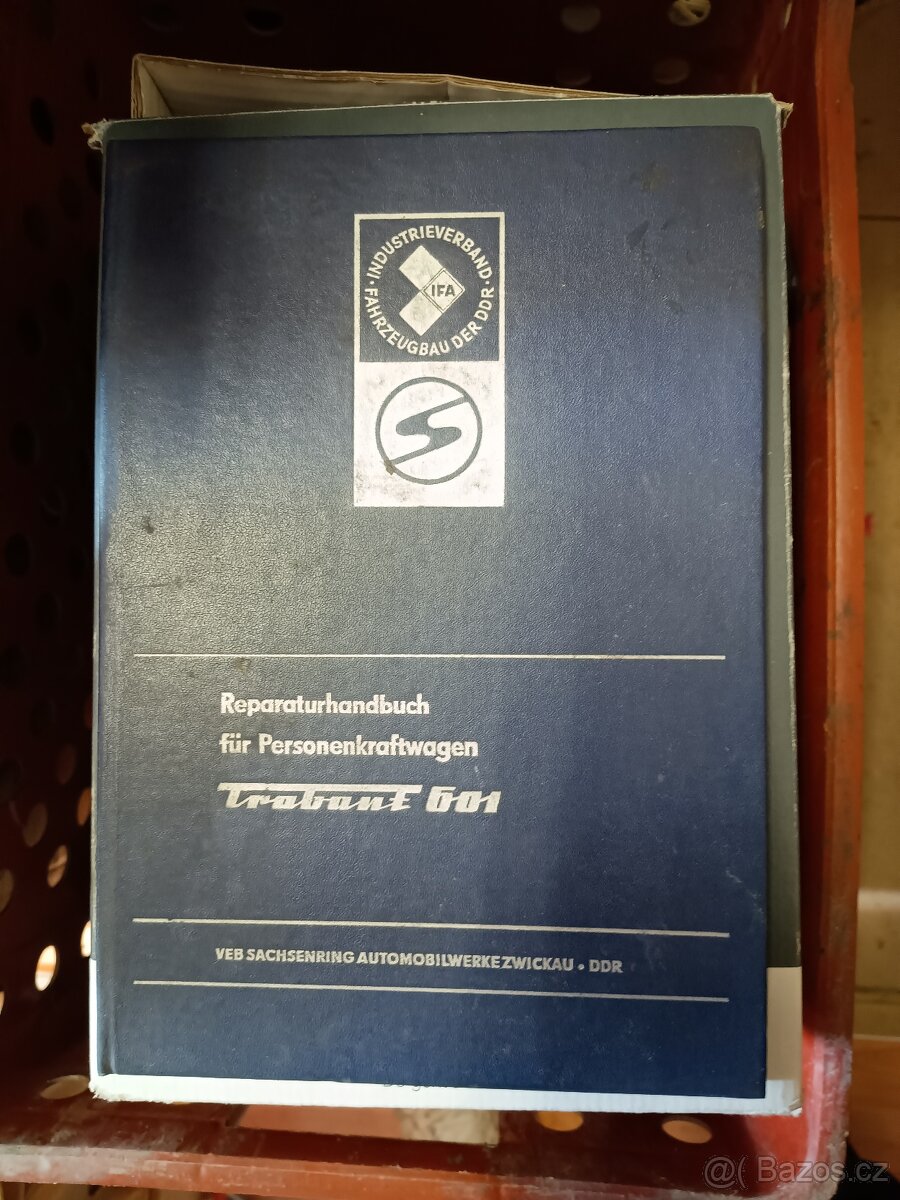 INDUSTRIEVERBAND
FAHRZEUGBAU DER DDR
IFA
S
Reparaturhandbuch
für Personenkraftwagen
Trabant 601
VEB SACHSENRING AUTOMOBILWERKE ZWICKAU • DDR
@( Bazos.cz